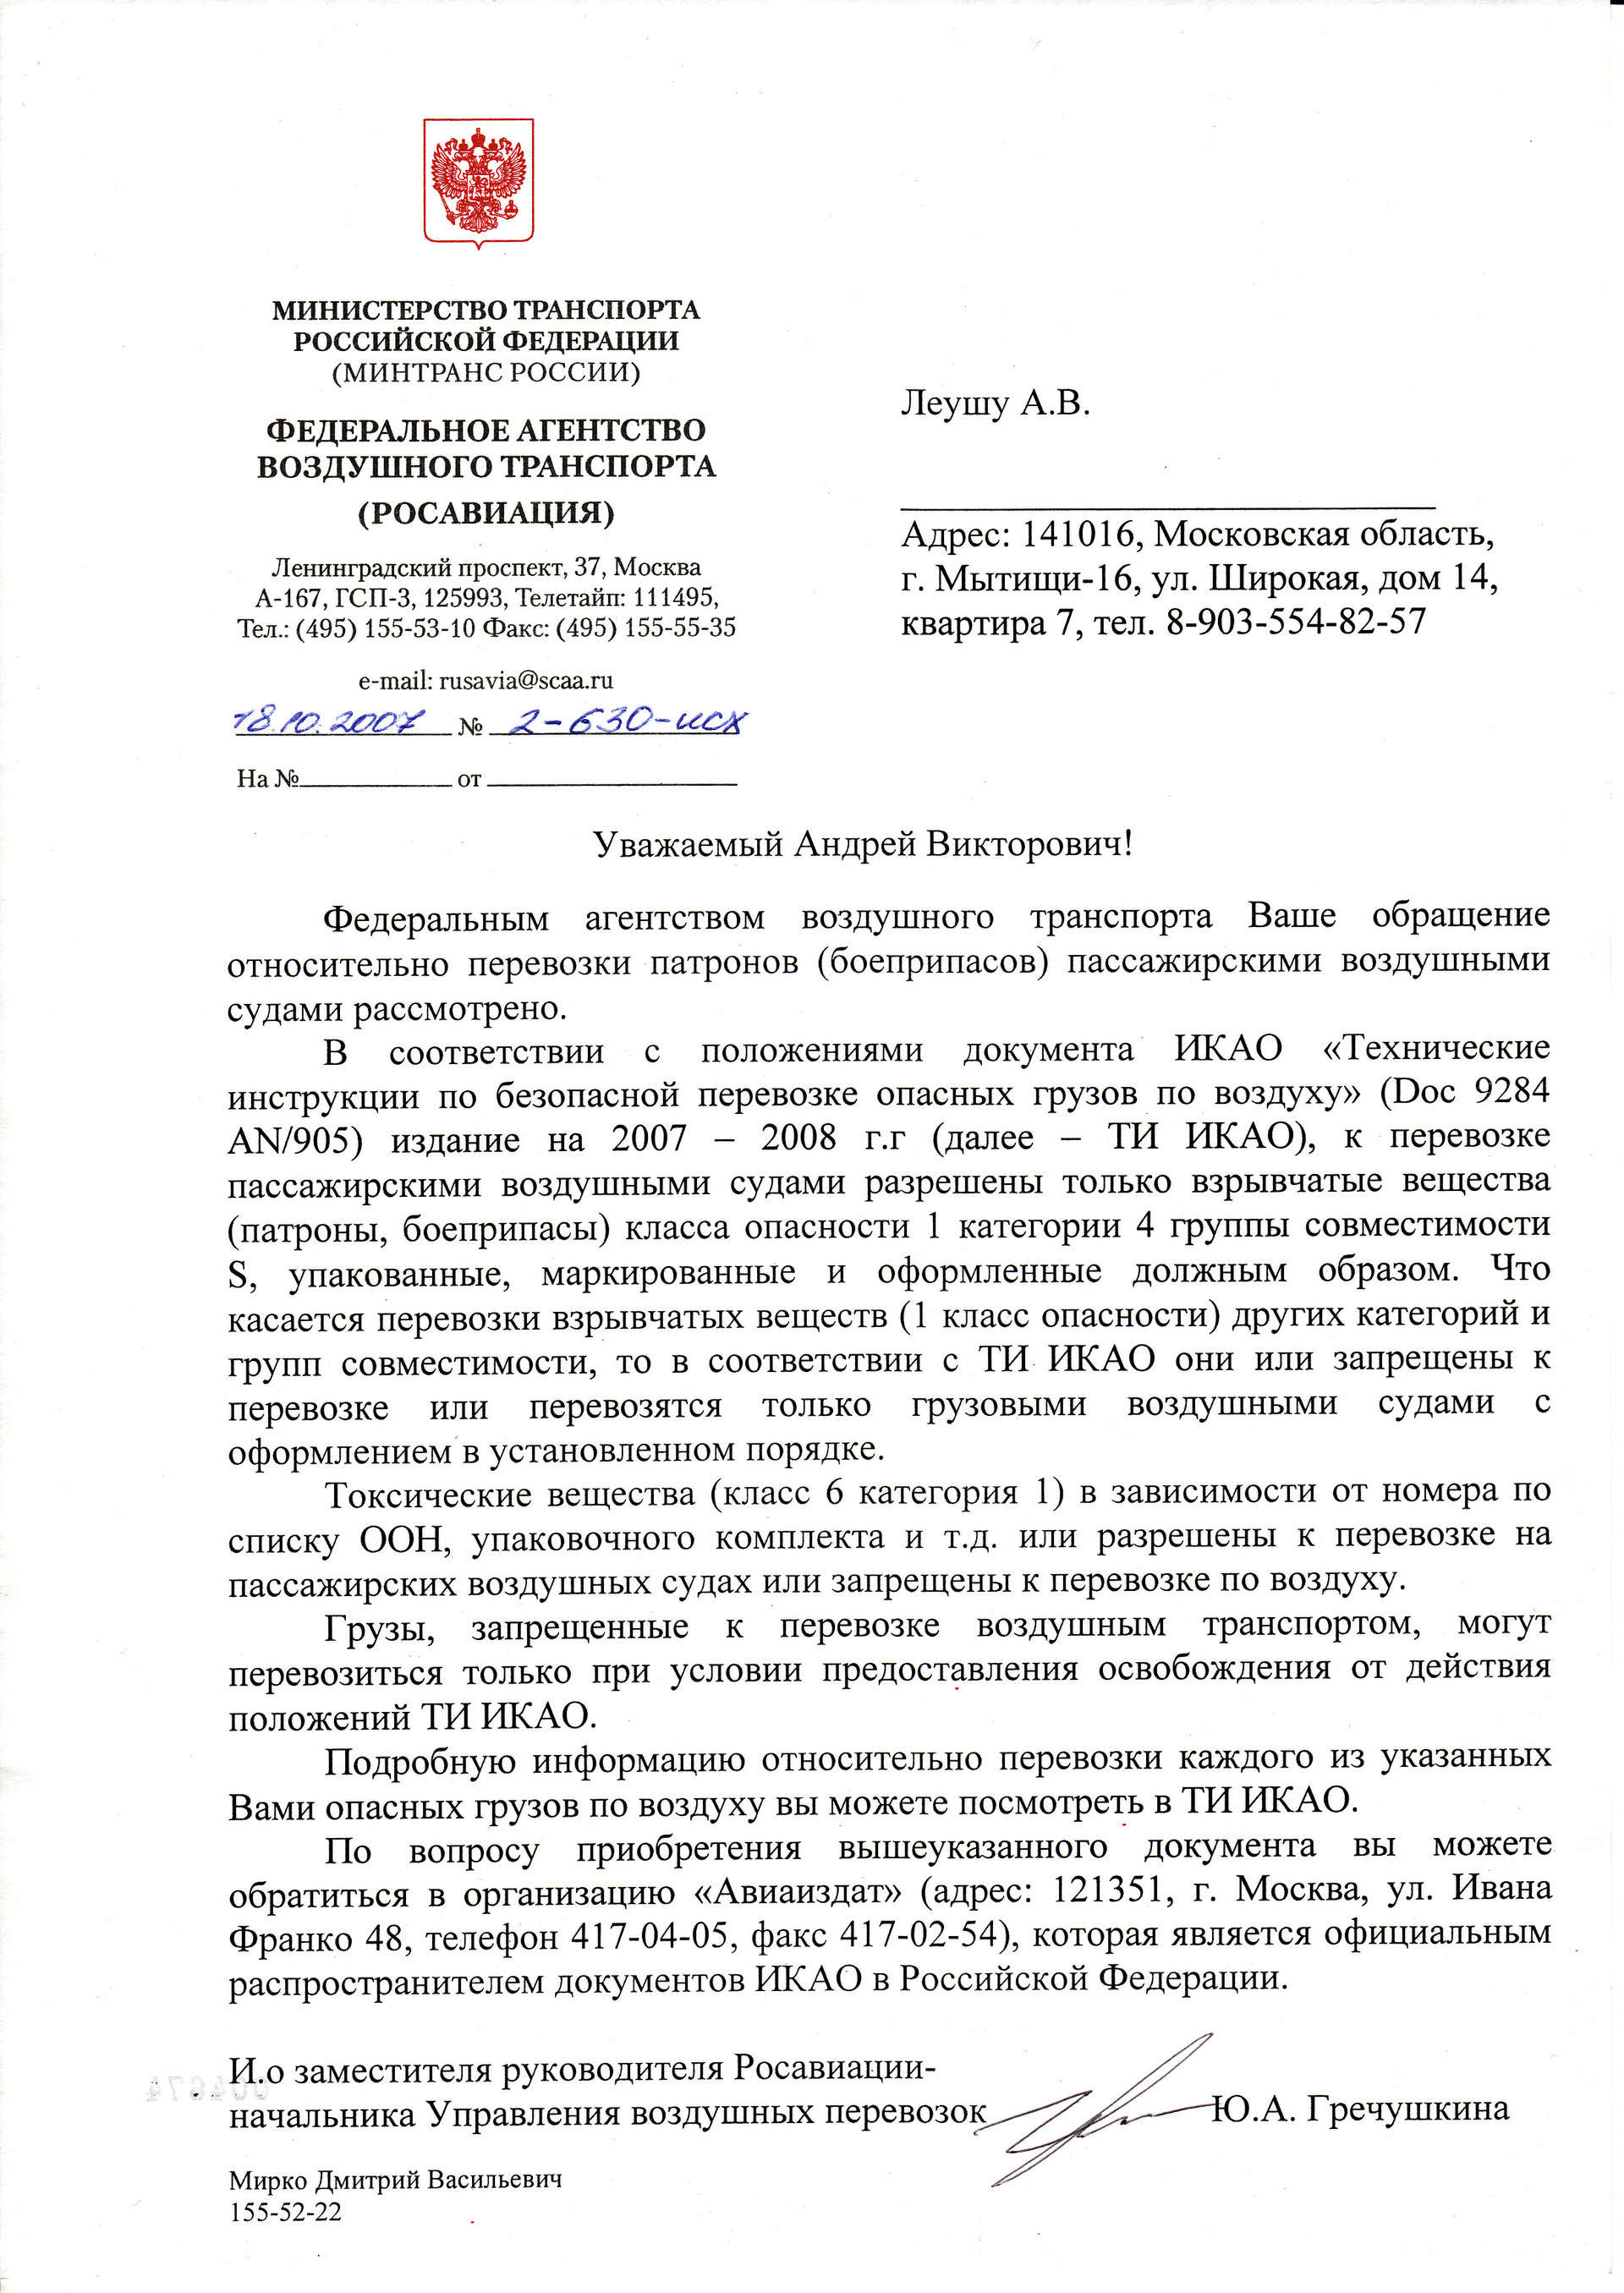 МИНИСТЕРСТВО ТРАНСПОРТА
РОССИЙСКОЙ ФЕДЕРАЦИИ
(МИНТРАНС РОССИИ)
ФЕДЕРАЛЬНОЕ АГЕНТСТВО
ВОЗДУШНОГО ТРАНСПОРТА
(РОСАВИАЦИЯ)
Ленинградский проспект, 37, Москва
А-167, ГСП-3, 125993, Телетайп: 111495,
Тел.: (495) 155-53-10 Факс: (495) 155-55-35
e-mail: rusavia@scaa.ru
18.10.2007 № 2-630-исх
На № от
Леушу А.В.
Адрес: 141016, Московская область,
г. Мытищи-16, ул. Широкая, дом 14,
квартира 7, тел. 8-903-554-82-57
Уважаемый Андрей Викторович!
Федеральным агентством воздушного транспорта Ваше обращение
относительно перевозки патронов (боеприпасов) пассажирскими воздушными
судами рассмотрено.
В соответствии с положениями документа ИКАО «Технические
инструкции по безопасной перевозке опасных грузов по воздуху» (Doc 9284
AN/905) издание на 2007 – 2008 г.г (далее – ТИ ИКАО), к перевозке
пассажирскими воздушными судами разрешены только взрывчатые вещества
(патроны, боеприпасы) класса опасности 1 категории 4 группы совместимости
S, упакованные, маркированные и оформленные должным образом. Что
касается перевозки взрывчатых веществ (1 класс опасности) других категорий и
групп совместимости, то в соответствии с ТИ ИКАО они или запрещены к
перевозке или перевозятся только грузовыми воздушными судами с
оформлением в установленном порядке.
Токсические вещества (класс 6 категория 1) в зависимости от номера по
списку ООН, упаковочного комплекта и т.д. или разрешены к перевозке на
пассажирских воздушных судах или запрещены к перевозке по воздуху.
Грузы, запрещенные к перевозке воздушным транспортом, могут
перевозиться только при условии предоставления освобождения от действия
положений ТИ ИКАО.
Подробную информацию относительно перевозки каждого из указанных
Вами опасных грузов по воздуху вы можете посмотреть в ТИ ИКАО.
По вопросу приобретения вышеуказанного документа вы можете
обратиться в организацию «Авиаиздат» (адрес: 121351, г. Москва, ул. Ивана
Франко 48, телефон 417-04-05, факс 417-02-54), которая является официальным
распространителем документов ИКАО в Российской Федерации.
И.о заместителя руководителя Росавиации-
начальника Управления воздушных перевозок Ю.А. Гречушкина
Мирко Дмитрий Васильевич
155-52-22